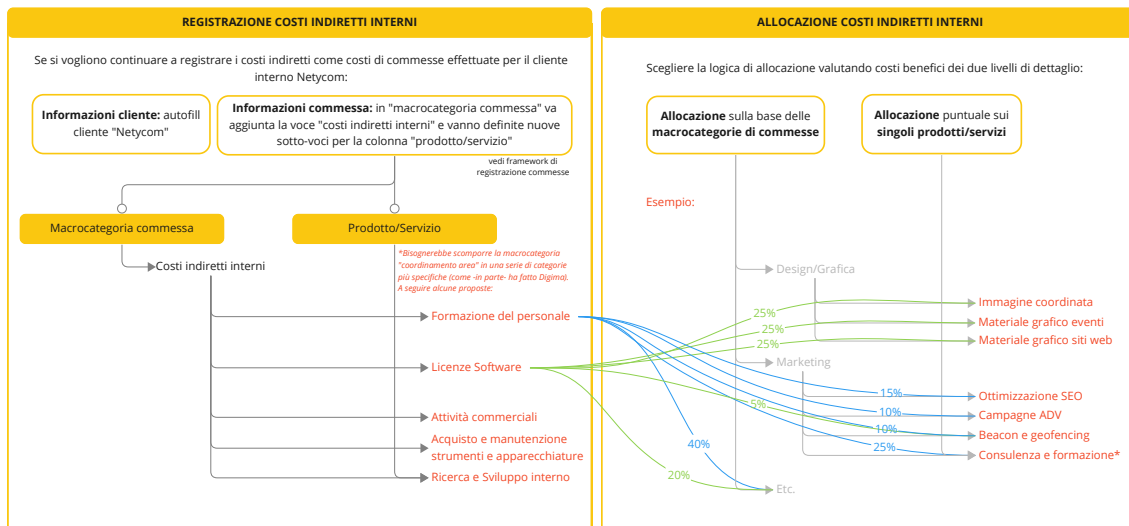 REGISTRAZIONE COSTI INDIRETTI INTERNI
Se si vogliono continuare a registrare i costi indiretti come costi di commesse effettuate per il cliente
interno Netycom:
Informazioni cliente: autofill
cliente "Netycom"
Informazioni commessa: in "macrocategoria commessa" va
aggiunta la voce "costi indiretti interni" e vanno definite nuove
sotto-voci per la colonna "prodotto/servizio"
vedi framework di
registrazione commesse
Macrocategoria commessa
Prodotto/Servizio
Costi indiretti interni
*Bisognerebbe scomporre la macrocategoria
"coordinamento area" in una serie di categorie
più specifiche (come -in parte- ha fatto Digima).
A seguire alcune proposte:
Formazione del personale
Licenze Software
Attività commerciali
Acquisto e manutenzione
strumenti e apparecchiature
Ricerca e Sviluppo interno
ALLOCAZIONE COSTI INDIRETTI INTERNI
Scegliere la logica di allocazione valutando costi benefici dei due livelli di dettaglio:
Allocazione sulla base delle
macrocategorie di commesse
Allocazione puntuale sui
singoli prodotti/servizi
Esempio:
Design/Grafica
Immagine coordinata
Materiale grafico eventi
Materiale grafico siti web
25%
25%
25%
Marketing
Ottimizzazione SEO
Campagne ADV
Beacon e geofencing
Consulenza e formazione*
15%
5%
10%
10%
25%
40%
20%
Etc.